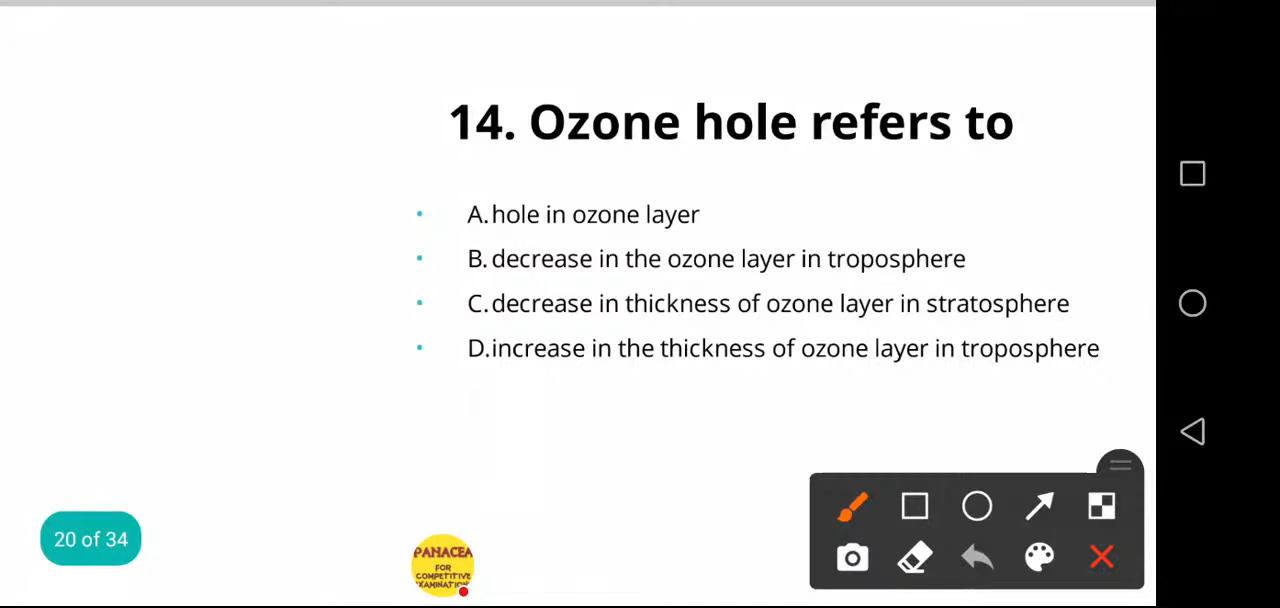 14. Ozone hole refers to
A. hole in ozone layer
B. decrease in the ozone layer in troposphere
C. decrease in thickness of ozone layer in stratosphere
D. increase in the thickness of ozone layer in troposphere
20 of 34
PANACEA
FOR
COMPETITIVE
EXAMINATION